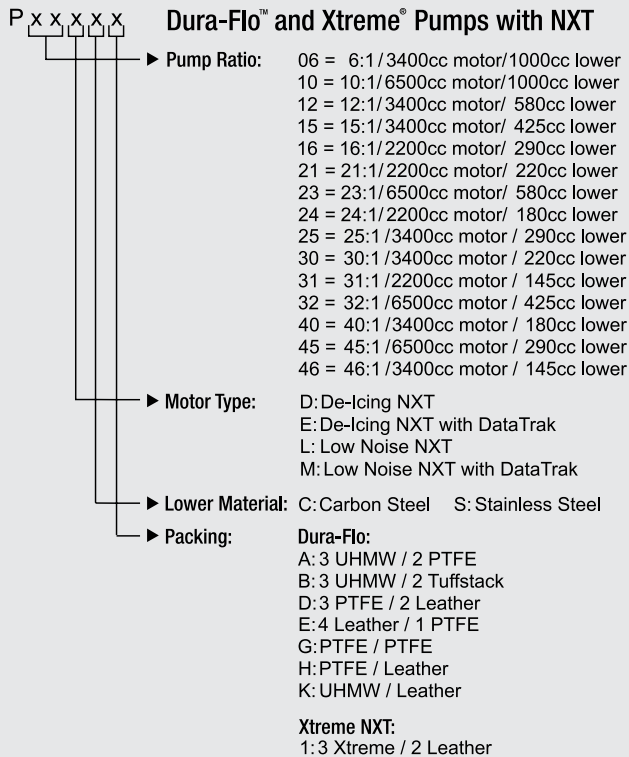 P x x x x x Dura-Flo™ and Xtreme® Pumps with NXT
Pump Ratio: 06 = 6:1/3400cc motor/1000cc lower
10 = 10:1/6500cc motor/1000cc lower
12 = 12:1/3400cc motor/ 580cc lower
15 = 15:1/3400cc motor/ 425cc lower
16 = 16:1/2200cc motor/ 290cc lower
21 = 21:1/2200cc motor/ 220cc lower
23 = 23:1/6500cc motor/ 580cc lower
24 = 24:1/2200cc motor/ 180cc lower
25 = 25:1/3400cc motor / 290cc lower
30 = 30:1/3400cc motor / 220cc lower
31 = 31:1/2200cc motor / 145cc lower
32 = 32:1/6500cc motor / 425cc lower
40 = 40:1/3400cc motor / 180cc lower
45 = 45:1/6500cc motor / 290cc lower
46 = 46:1/3400cc motor / 145cc lower
Motor Type: D:De-Icing NXT
E:De-Icing NXT with DataTrak
L: Low Noise NXT
M:Low Noise NXT with DataTrak
Lower Material: C:Carbon Steel S:Stainless Steel
Packing: Dura-Flo:
A:3 UHMW / 2 PTFE
B:3 UHMW / 2 Tuffstack
D:3 PTFE / 2 Leather
E:4 Leather / 1 PTFE
G:PTFE / PTFE
H:PTFE / Leather
K:UHMW / Leather
Xtreme NXT:
1:3 Xtreme / 2 Leather